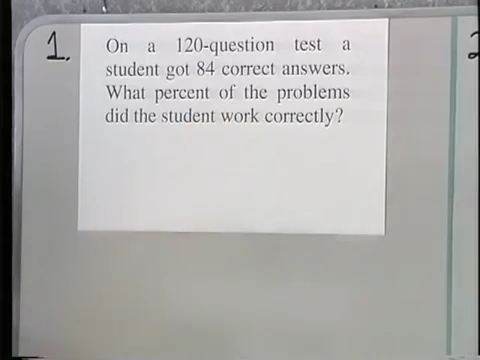 1.
On a 120-question test a
student got 84 correct answers.
What percent of the problems
did the student work correctly?